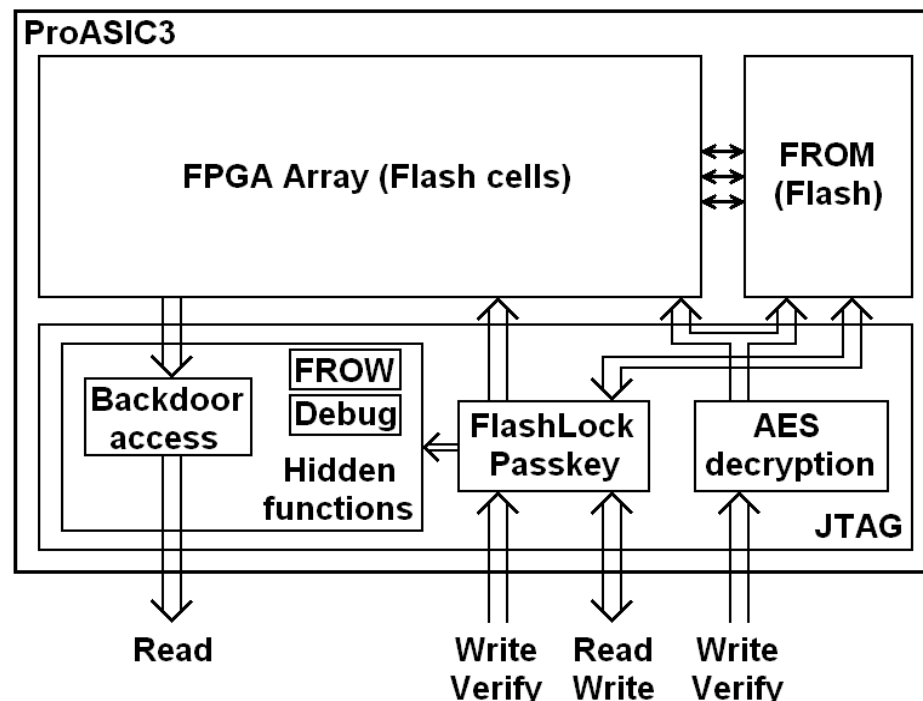 ProASIC3
FPGA Array (Flash cells)
FROM
(Flash)
Backdoor
access
FROW
Debug
Hidden
functions
FlashLock
Passkey
AES
decryption
JTAG
Read
Write
Verify
Read
Write
Write
Verify